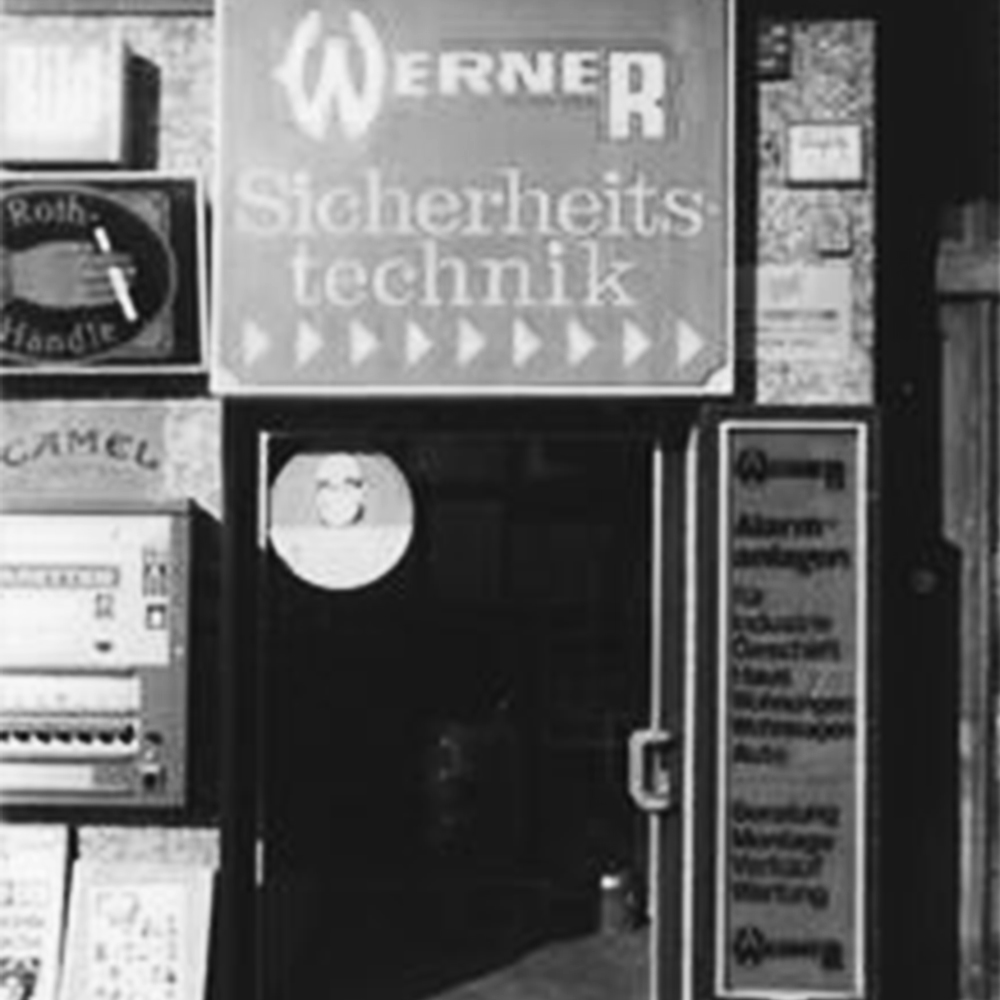 Bild
Roth-
Händle
CAMEL
WERNER
Sicherheits-
technik
WERNER
Alarm-
anlagen
für
Industrie
Geschäft
Haus
Wohnungen
Wohnwagen
Auto
Beratung
Montage
Verkauf
Wartung
WERNER